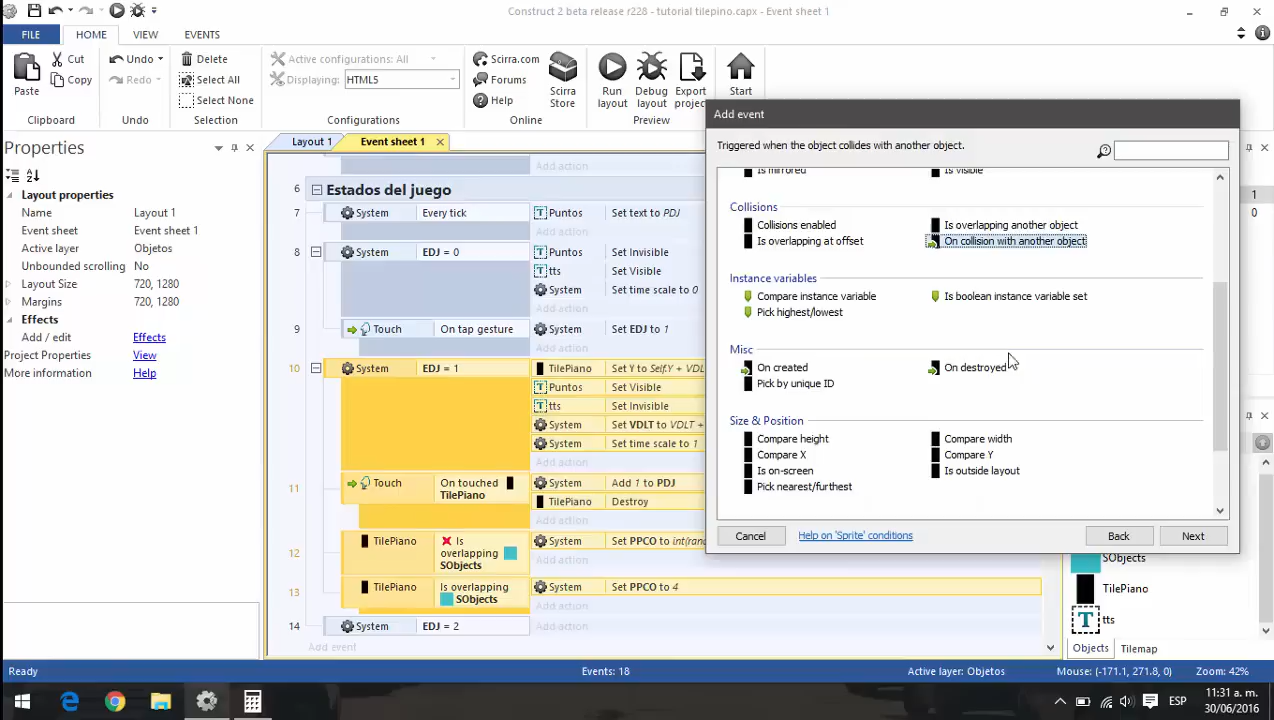 Construct 2 beta release r228 - tutorial tilepino.capx - Event sheet 1
FILE HOME VIEW EVENTS
Paste Cut Copy
Clipboard
Undo
Redo
Undo
Delete
Select All
Select None
Selection
Active configurations: All
Displaying: HTML5
Configurations
Scirra.com
Forums
Help
Scirra Store
Online
Run layout
Debug layout
Export
Preview
Start
Properties
Layout properties
Name Layout 1
Event sheet Event sheet 1
Active layer Objetos
Unbounded scrolling No
Layout Size 720, 1280
Margins 720, 1280
Effects
Add / edit Effects
Project Properties View
More information Help
Layout 1 Event sheet 1
Add action
6 Estados del juego
7 System Every tick Puntos Set text to PDJ
Add action
8 System EDJ = 0 Puntos Set Invisible
tts Set Visible
System Set time scale to 0
Add action
9 Touch On tap gesture System Set EDJ to 1
Add action
10 System EDJ = 1 TilePiano Set Y to Self.Y + VDL
Puntos Set Visible
tts Set Invisible
System Set VDLT to VDLT +
System Set time scale to 1
Add action
11 Touch On touched TilePiano System Add 1 to PDJ
TilePiano Destroy
Add action
12 TilePiano Is overlapping SObjects System Set PPCO to
Add action
13 TilePiano Is overlapping SObjects System Set PPCO to 4
Add action
14 System EDJ = 2 Add action
Add event
Add event
Triggered when the object collides with another object.
Is mirrored Is visible
Collisions
Collisions enabled Is overlapping another object
Is overlapping at offset On collision with another object
Instance variables
Compare instance variable Is boolean instance variable set
Pick highest/lowest
Misc
On created On destroyed
Pick by unique ID
Size & Position
Compare height Compare width
Compare X Compare Y
Is on-screen Is outside layout
Pick nearest/furthest
Cancel Help on 'Sprite' conditions Back Next
1
0
SObjects
TilePiano
T tts
Objects Tilemap
Ready Events: 18 Active layer: Objetos Mouse: (-171.1, 271.8, 0) Zoom: 42%
ESP 11:31 a. m.
30/06/2016